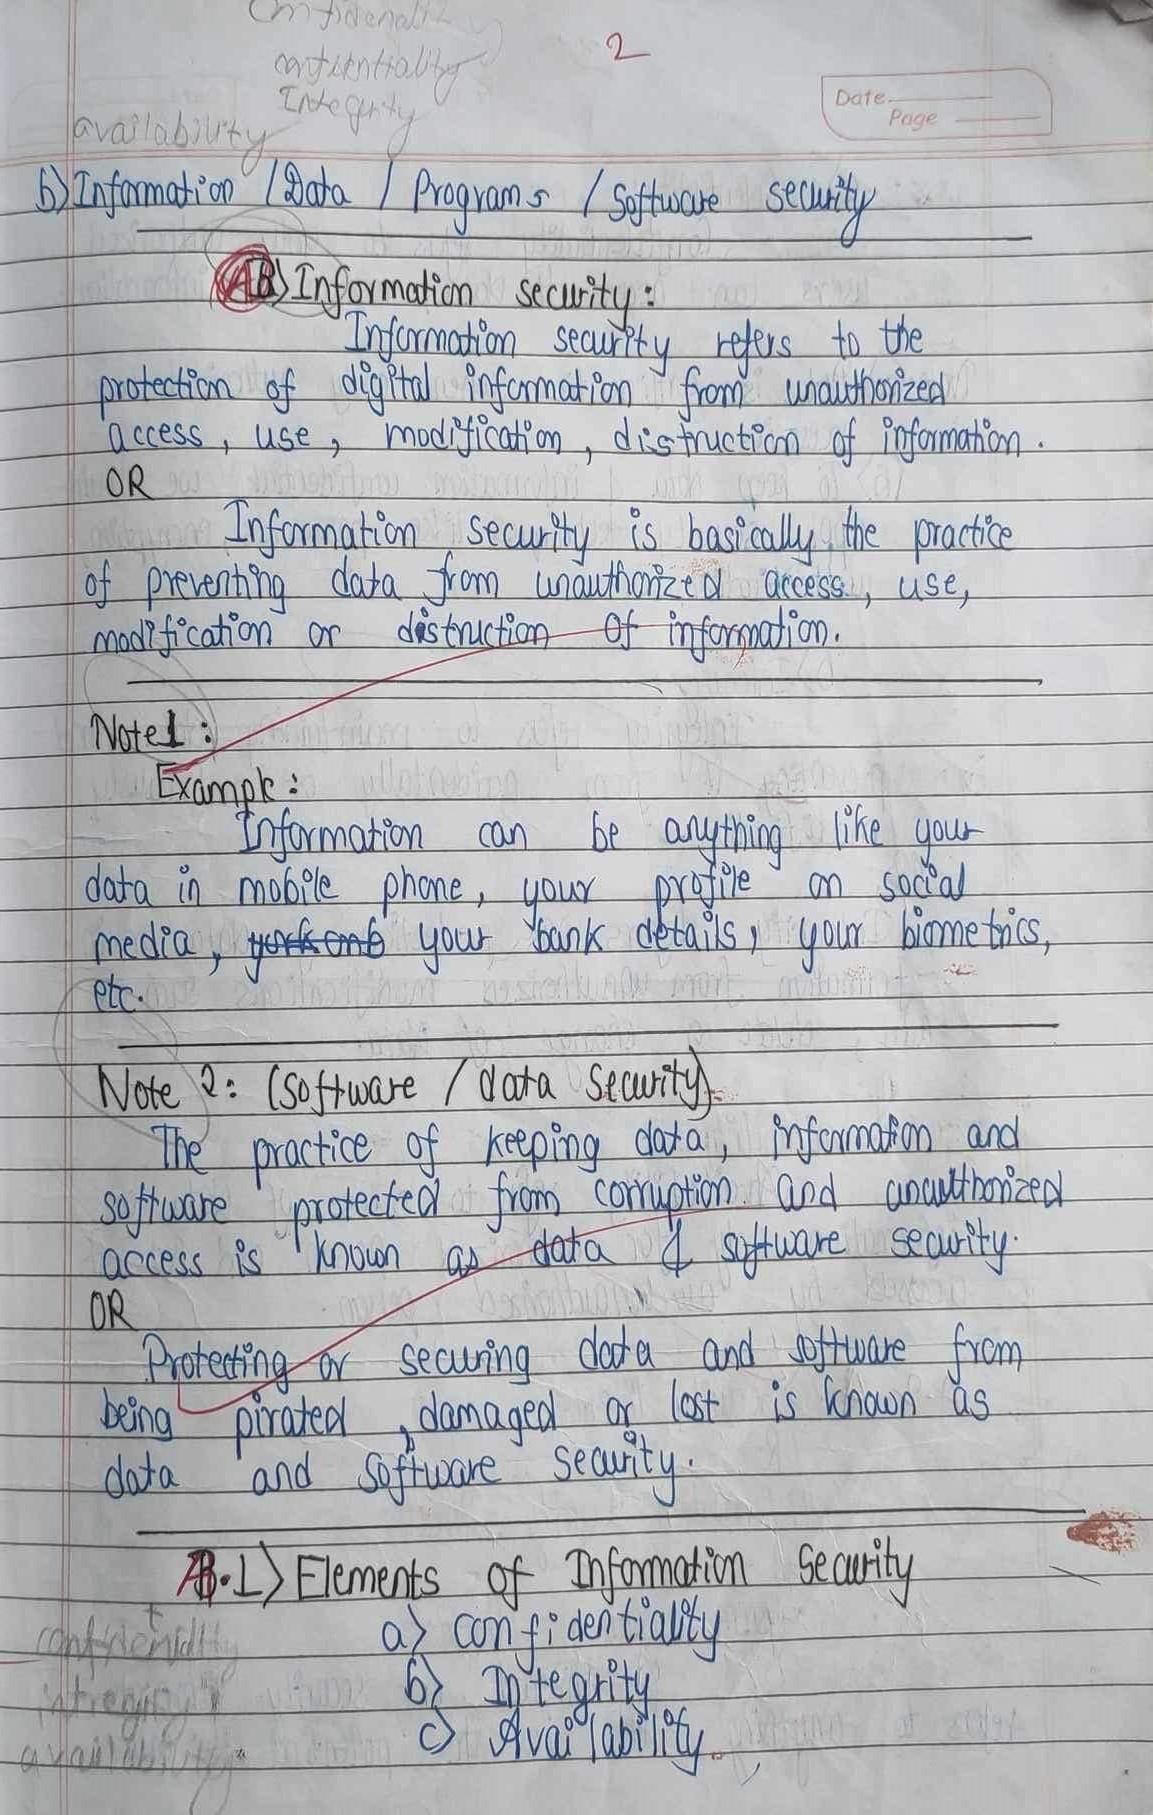 confidenali
confidentiality
2
Integrity
Date
Page
availability
b) Information / Data / Programs / Software security
AB) Information security:
Information security refers to the
protection of digital information from unauthorized
access, use, modification, distruction of information.
OR
Information security is basically the practice
of preventing data from unauthorized access, use,
modification or distruction of information.
Note 1:
Example:
Information can be anything like your
data in mobile phone, your profile on social
media, your bank details, your biometrics,
etc.
Note 2: (Software / data Security)
The practice of keeping data, information and
software protected from corruption and unauthorized
access is known as data & software security.
OR
Protecting or securing data and software from
being pirated, damaged or lost is known as
data and software security.
AB.1) Elements of Information Security
a) confidentiality
b) Integrity
c) Availability.
availability